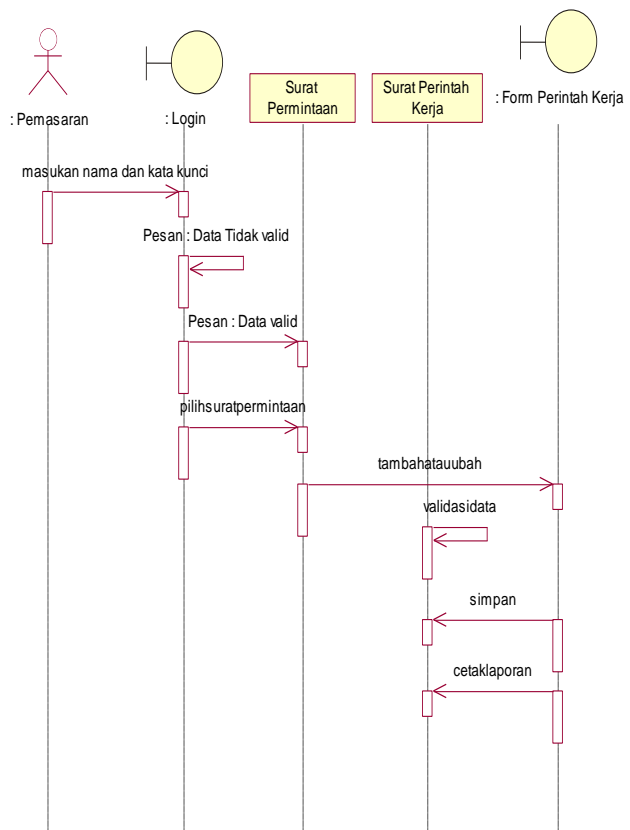 : Pemasaran
: Login
Surat
Permintaan
Surat Perintah
Kerja
: Form Perintah Kerja
masukan nama dan kata kunci
Pesan : Data Tidak valid
Pesan : Data valid
pilihsuratpermintaan
tambahatauubah
validasidata
simpan
cetaklaporan